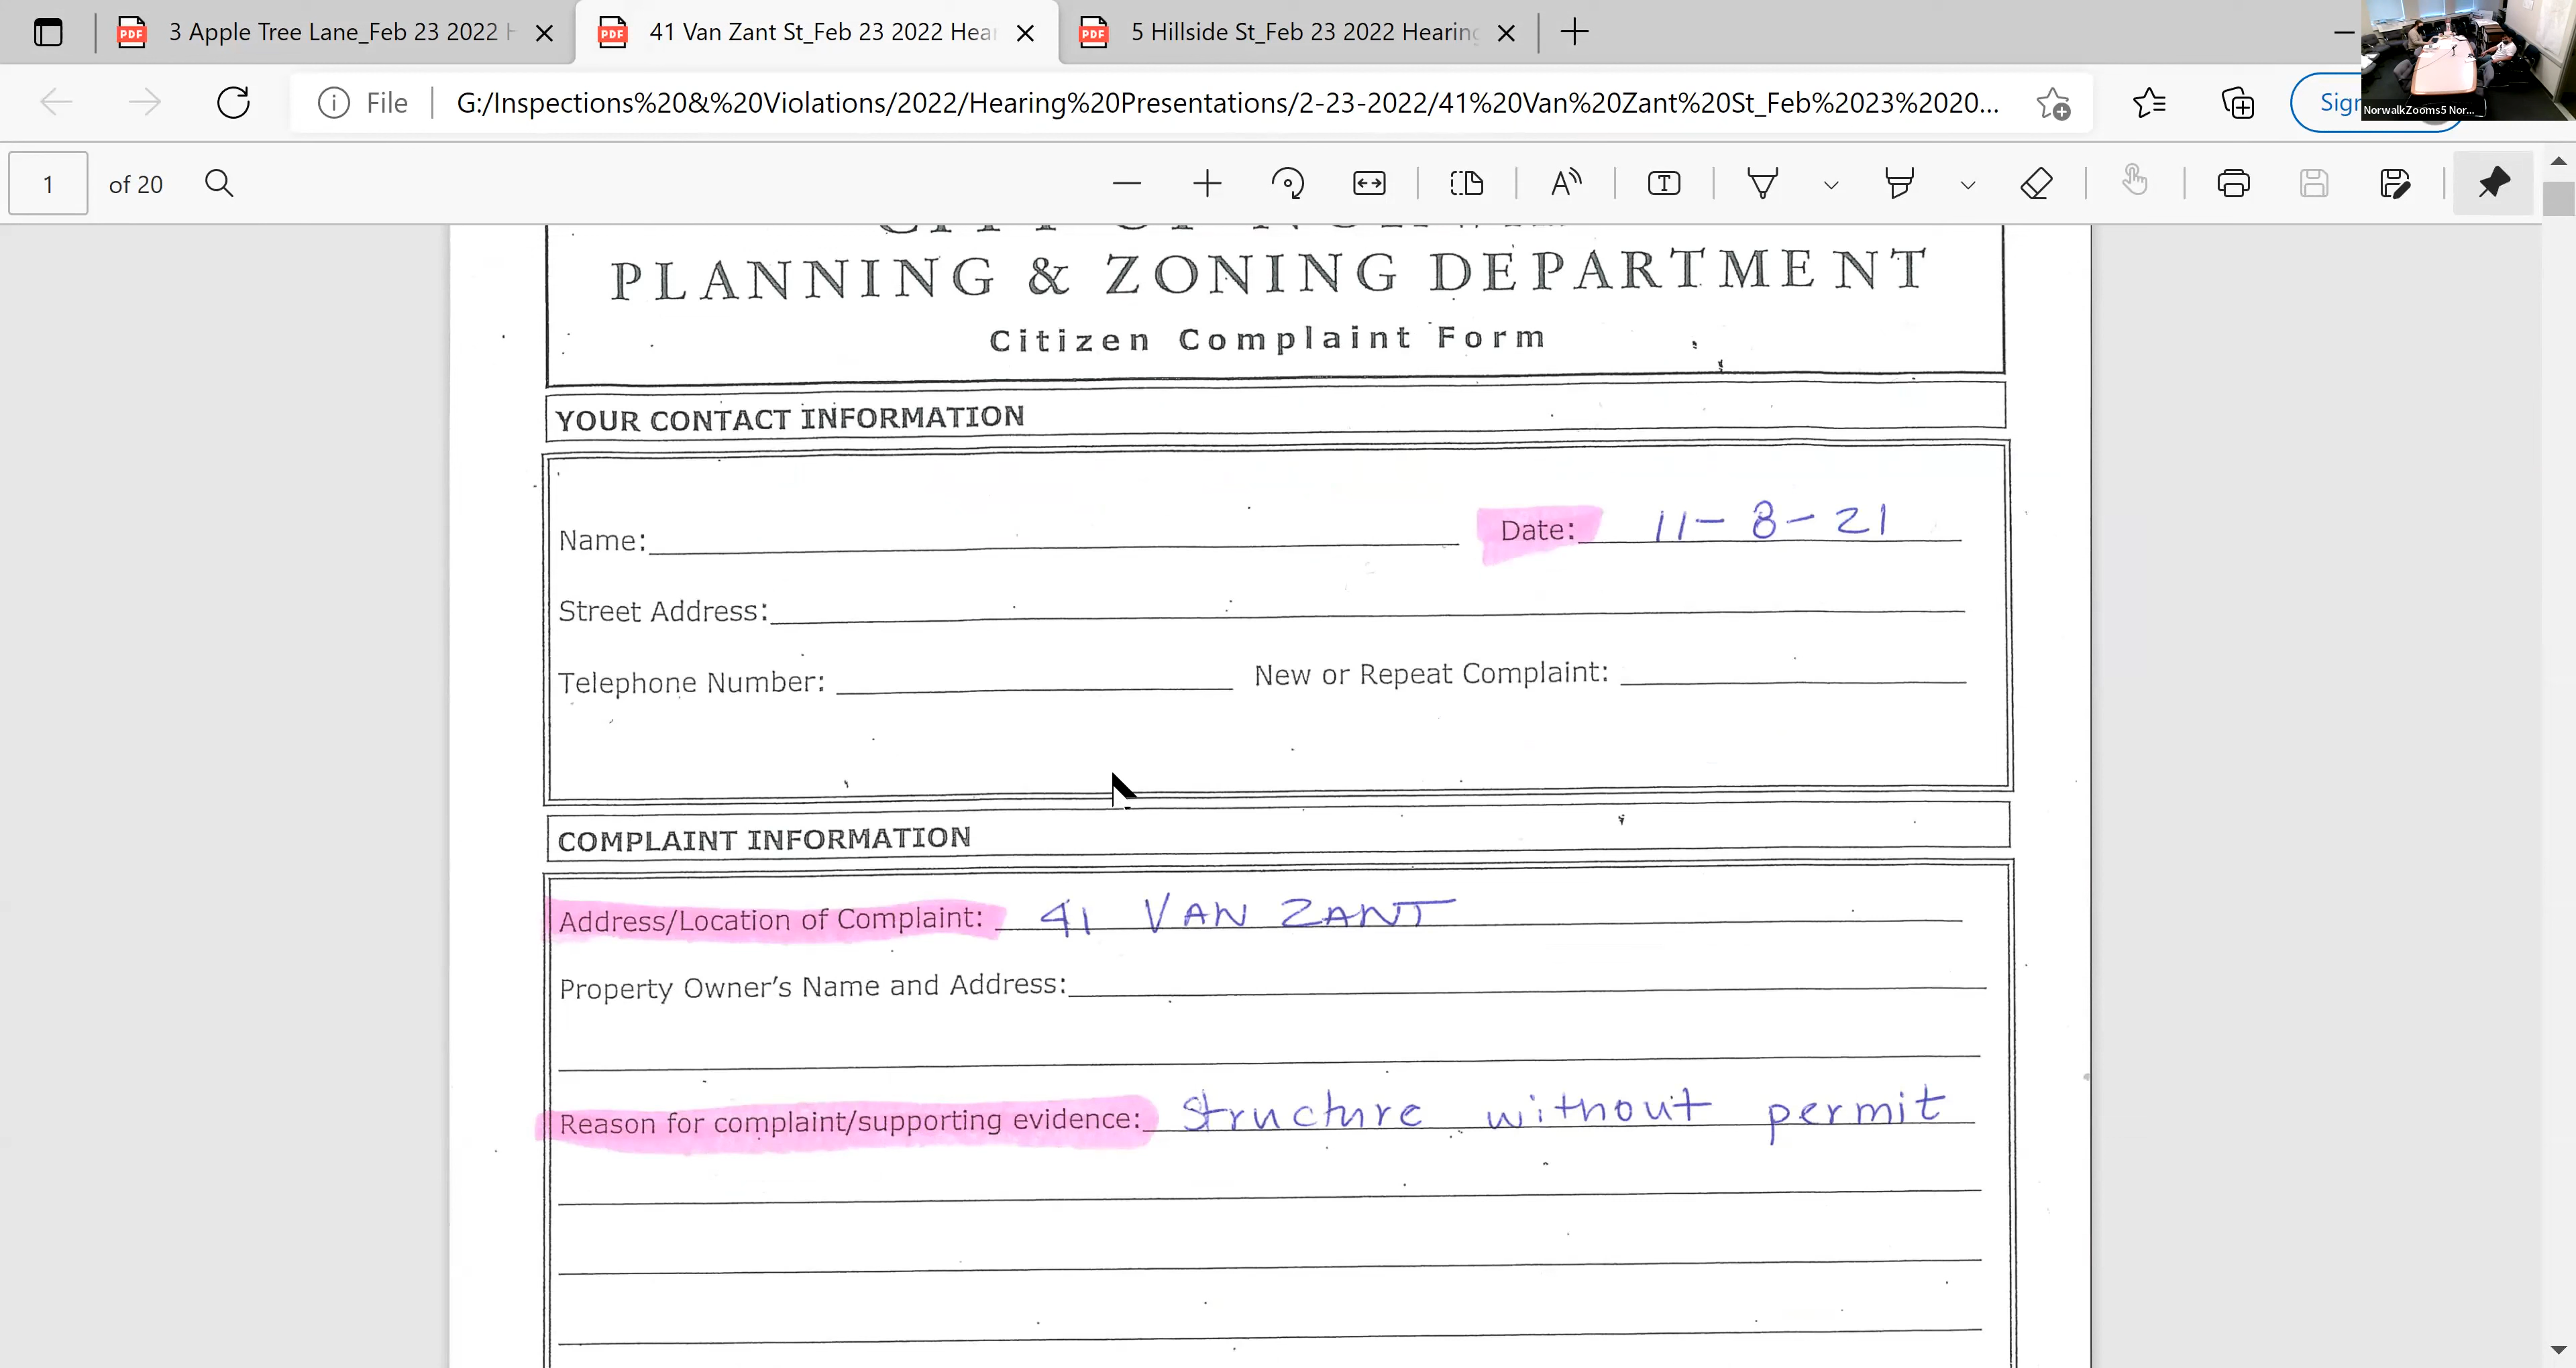 3 Apple Tree Lane_Feb 23 2022 H
41 Van Zant St_Feb 23 2022 Hear
5 Hillside St_Feb 23 2022 Hearing
File
G:/Inspections%20&%20Violations/2022/Hearing%20Presentations/2-23-2022/41%20Van%20Zant%20St_Feb%2023%2020...
Sign
NorwalkZooms5 Nor...
1 of 20
PLANNING & ZONING DEPARTMENT
Citizen Complaint Form
YOUR CONTACT INFORMATION
Name: Date: 11-8-21
Street Address:
Telephone Number: New or Repeat Complaint:
COMPLAINT INFORMATION
Address/Location of Complaint: 41 VAN ZANT
Property Owner's Name and Address:
Reason for complaint/supporting evidence: Structure without permit